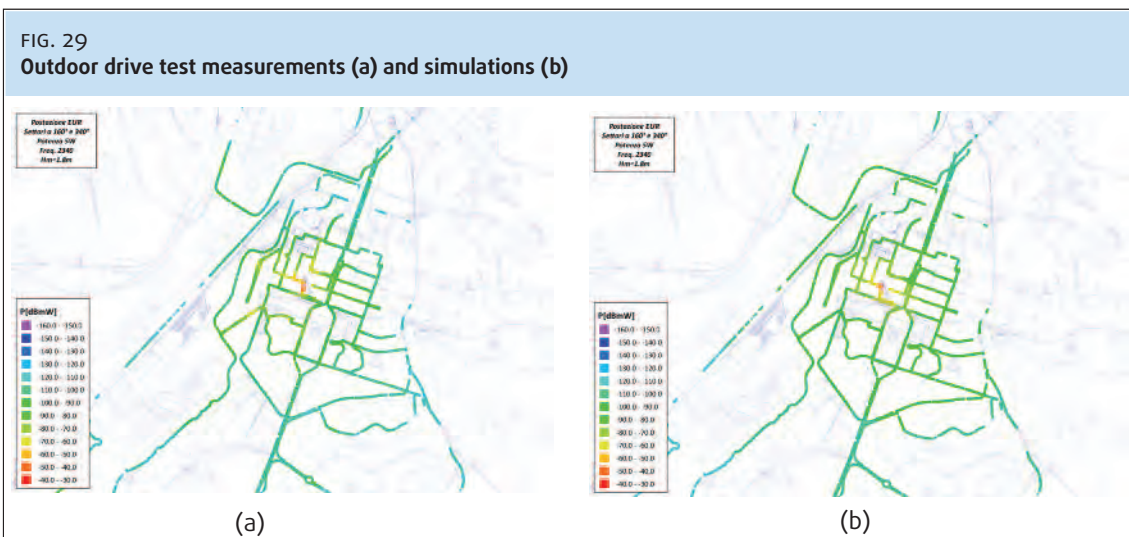 FIG. 29
Outdoor drive test measurements (a) and simulations (b)
Postazione EUR
Settori a 160° e 340°
Potenza 5W
Freq. 2340
Hm=1.8m
P[dBmW]
-160.0 - -150.0
-150.0 - -140.0
-140.0 - -130.0
-130.0 - -120.0
-120.0 - -110.0
-110.0 - -100.0
-100.0 - -90.0
-90.0 - -80.0
-80.0 - -70.0
-70.0 - -60.0
-60.0 - -50.0
-50.0 - -40.0
-40.0 - -30.0
(a)
Postazione EUR
Settori a 160° e 340°
Potenza 5W
Freq. 2340
Hm=1.8m
P[dBmW]
-160.0 - -150.0
-150.0 - -140.0
-140.0 - -130.0
-130.0 - -120.0
-120.0 - -110.0
-110.0 - -100.0
-100.0 - -90.0
-90.0 - -80.0
-80.0 - -70.0
-70.0 - -60.0
-60.0 - -50.0
-50.0 - -40.0
-40.0 - -30.0
(b)